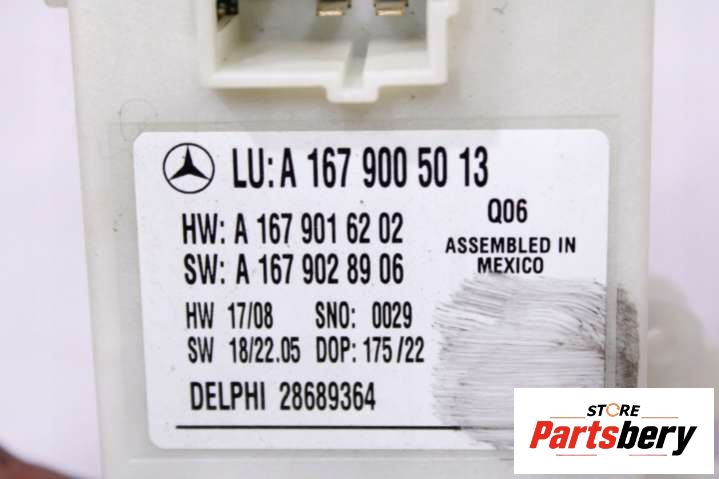 LU: A 167 900 50 13
HW: A 167 901 62 02
Q06
SW: A 167 902 89 06
ASSEMBLED IN
MEXICO
HW 17/08 SNO: 0029
SW 18/22.05 DOP: 175/22
DELPHI 28689364
STORE
Partsbery